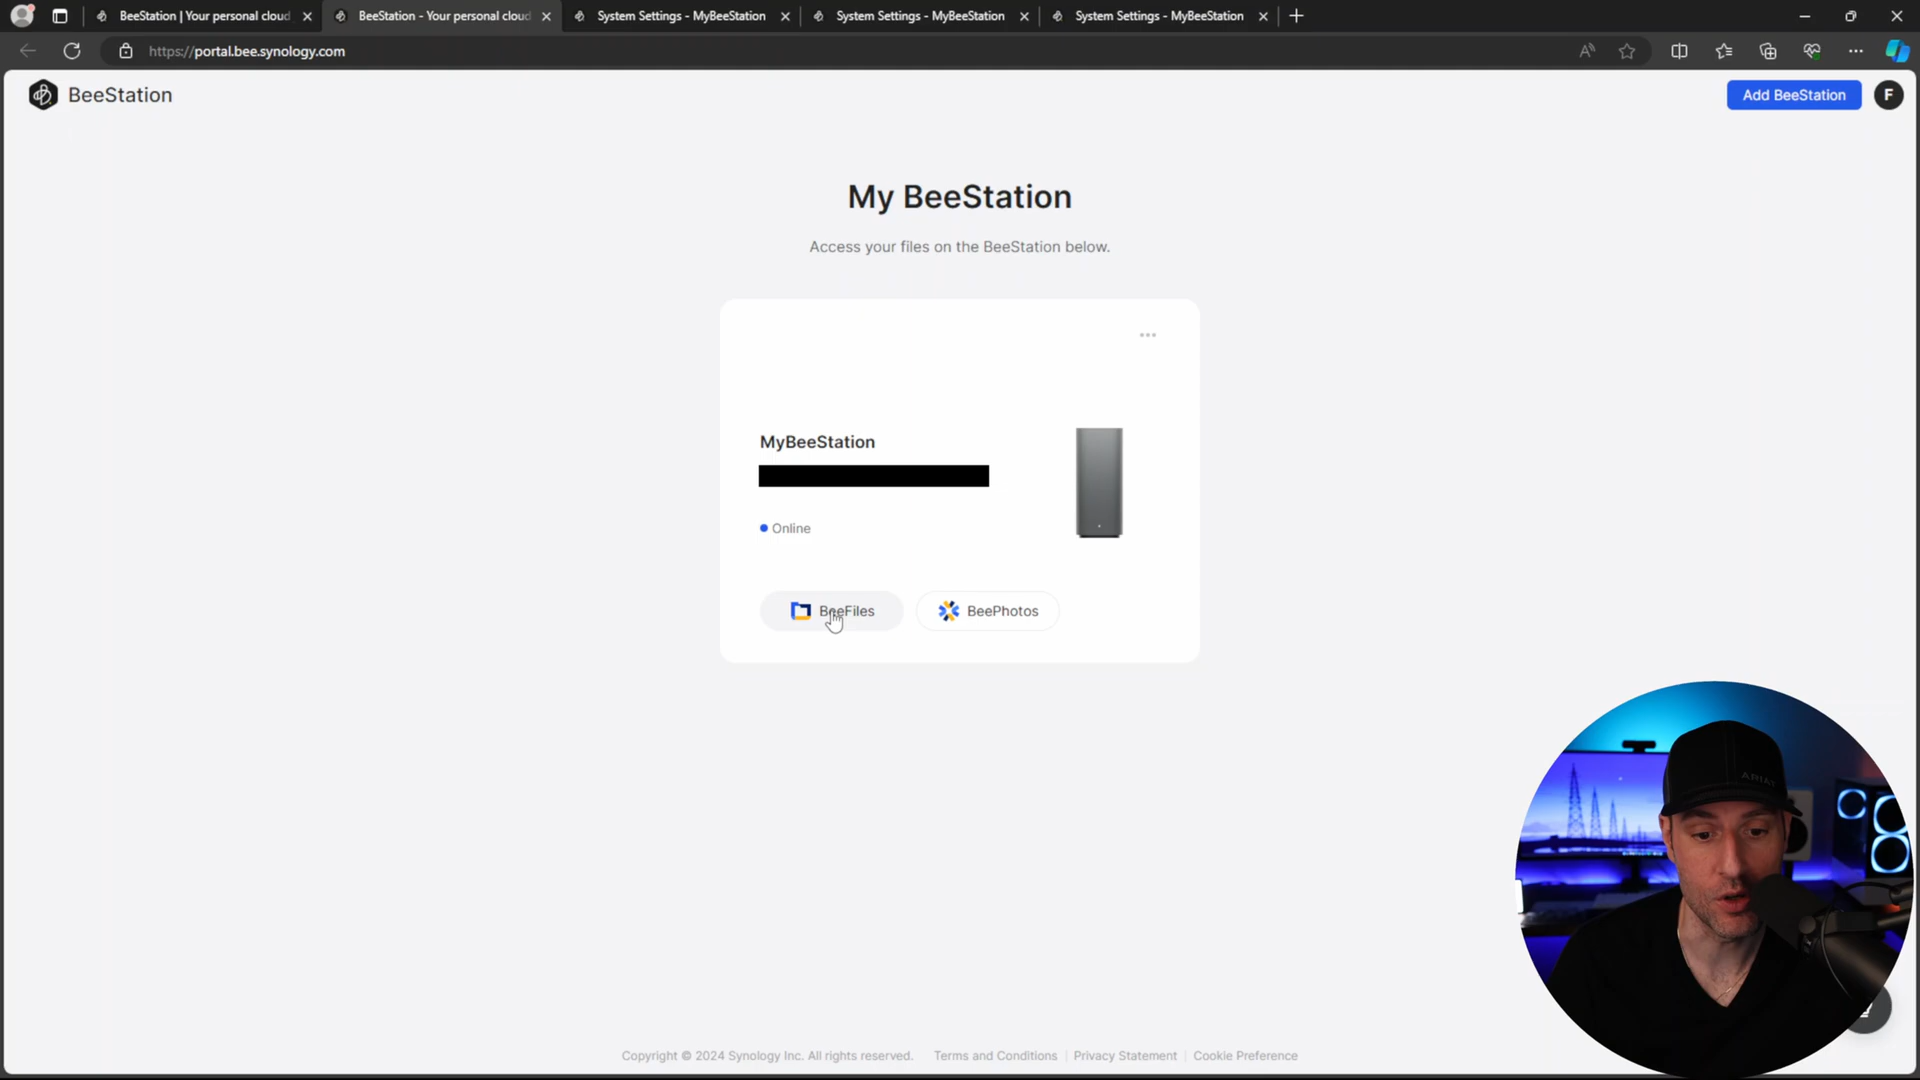 BeeStation | Your personal cloud
BeeStation - Your personal cloud
System Settings - MyBeeStation
System Settings - MyBeeStation
System Settings - MyBeeStation
https://portal.bee.synology.com
BeeStation
Add BeeStation
F
My BeeStation
Access your files on the BeeStation below.
MyBeeStation
Online
BeeFiles
BeePhotos
ARIAT
Copyright © 2024 Synology Inc. All rights reserved.
Terms and Conditions | Privacy Statement | Cookie Preference